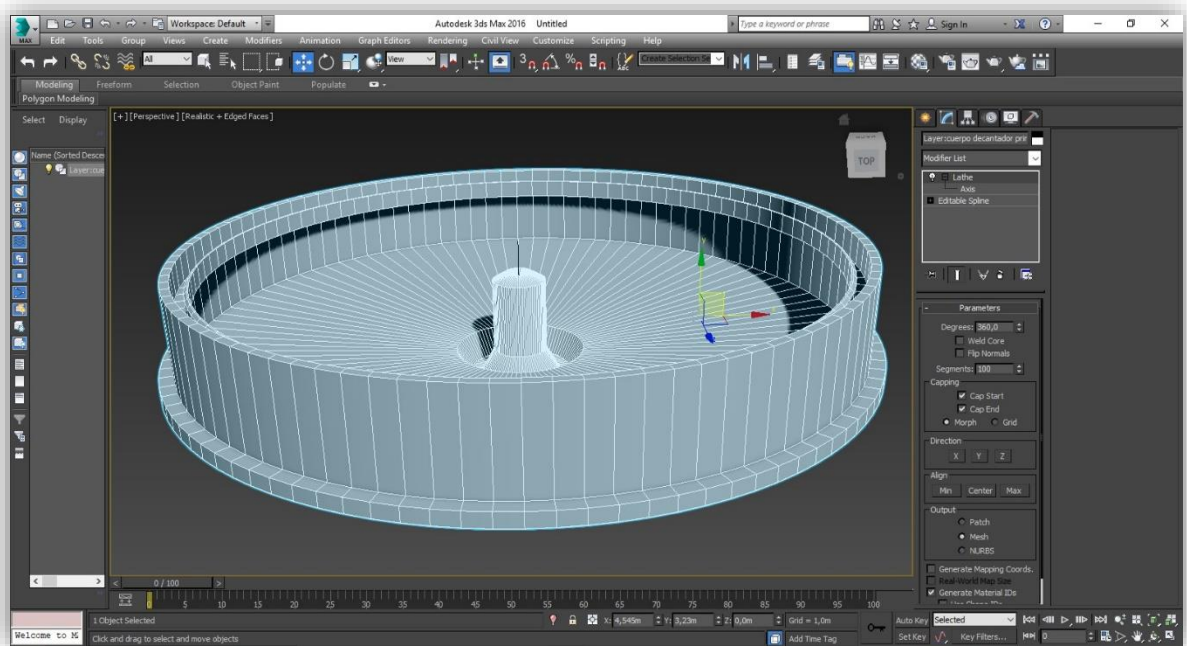 Workspace: Default
Autodesk 3ds Max 2016 Untitled
Type a keyword or phrase
Sign In
MAX
Edit Tools Group Views Create Modifiers Animation Graph Editors Rendering Civil View Customize Scripting Help
All
View
Create Selection Se
Modeling Freeform Selection Object Paint Populate
Polygon Modeling
Select Display
[+] [Perspective] [Realistic + Edged Faces]
TOP
Name (Sorted Descen
Layer:cue
Layer:cuerpo decantador prir
Modifier List
Lathe
Axis
Editable Spline
Parameters
Degrees: 360,0
Weld Core
Flip Normals
Segments: 100
Capping
Cap Start
Cap End
Morph Grid
Direction
X Y Z
Align
Min Center Max
Output
Patch
Mesh
NURBS
Generate Mapping Coords.
Real-World Map Size
Generate Material IDs
0 / 100
0 5 10 15 20 25 30 35 40 45 50 55 60 65 70 75 80 85 90 95 100
1 Object Selected
X: 4,545m Y: 3,23m Z: 0,0m Grid = 1,0m
Auto Key Selected
Welcome to M
Click and drag to select and move objects
Add Time Tag
Set Key Key Filters... 0